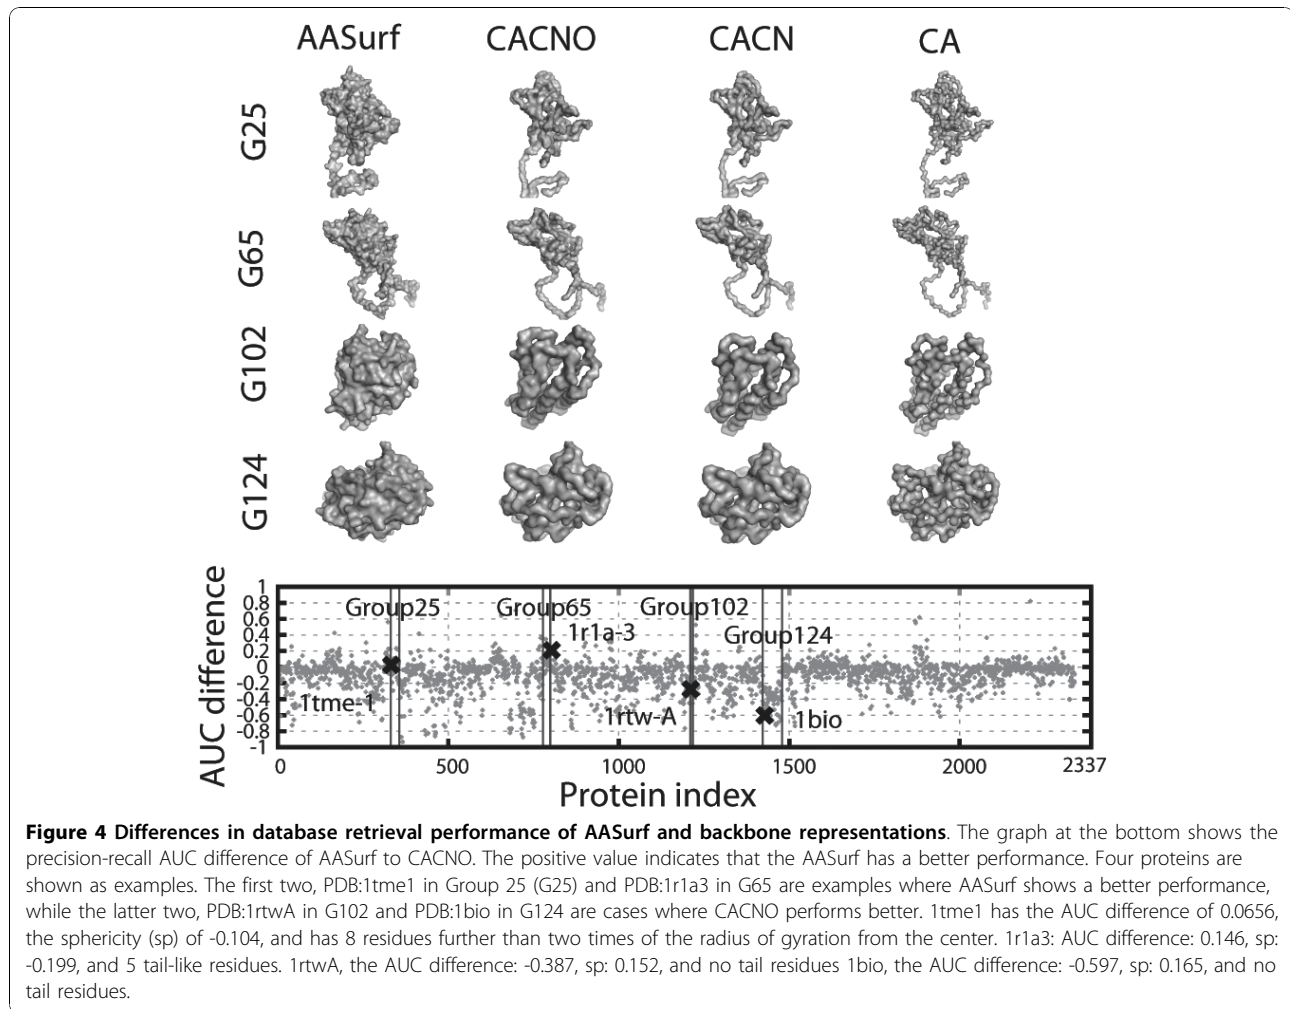 AASurf CACNO CACN CA
G25
G65
G102
G124
AUC difference
1
0.8
0.6
0.4
0.2
0
-0.2
-0.4
-0.6
-0.8
-1
Group25 Group65 Group102
Group124
1r1a-3
1tme-1
1rtw-A
1bio
0 500 1000 1500 2000 2337
Protein index
Figure 4 Differences in database retrieval performance of AASurf and backbone representations. The graph at the bottom shows the
precision-recall AUC difference of AASurf to CACNO. The positive value indicates that the AASurf has a better performance. Four proteins are
shown as examples. The first two, PDB:1tme1 in Group 25 (G25) and PDB:1r1a3 in G65 are examples where AASurf shows a better performance,
while the latter two, PDB:1rtwA in G102 and PDB:1bio in G124 are cases where CACNO performs better. 1tme1 has the AUC difference of 0.0656,
the sphericity (sp) of -0.104, and has 8 residues further than two times of the radius of gyration from the center. 1r1a3: AUC difference: 0.146, sp:
-0.199, and 5 tail-like residues. 1rtwA, the AUC difference: -0.387, sp: 0.152, and no tail residues 1bio, the AUC difference: -0.597, sp: 0.165, and no
tail residues.